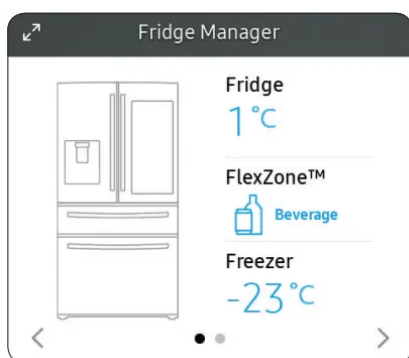 Fridge Manager
Fridge
1°C
FlexZone™
Beverage
Freezer
-23°C